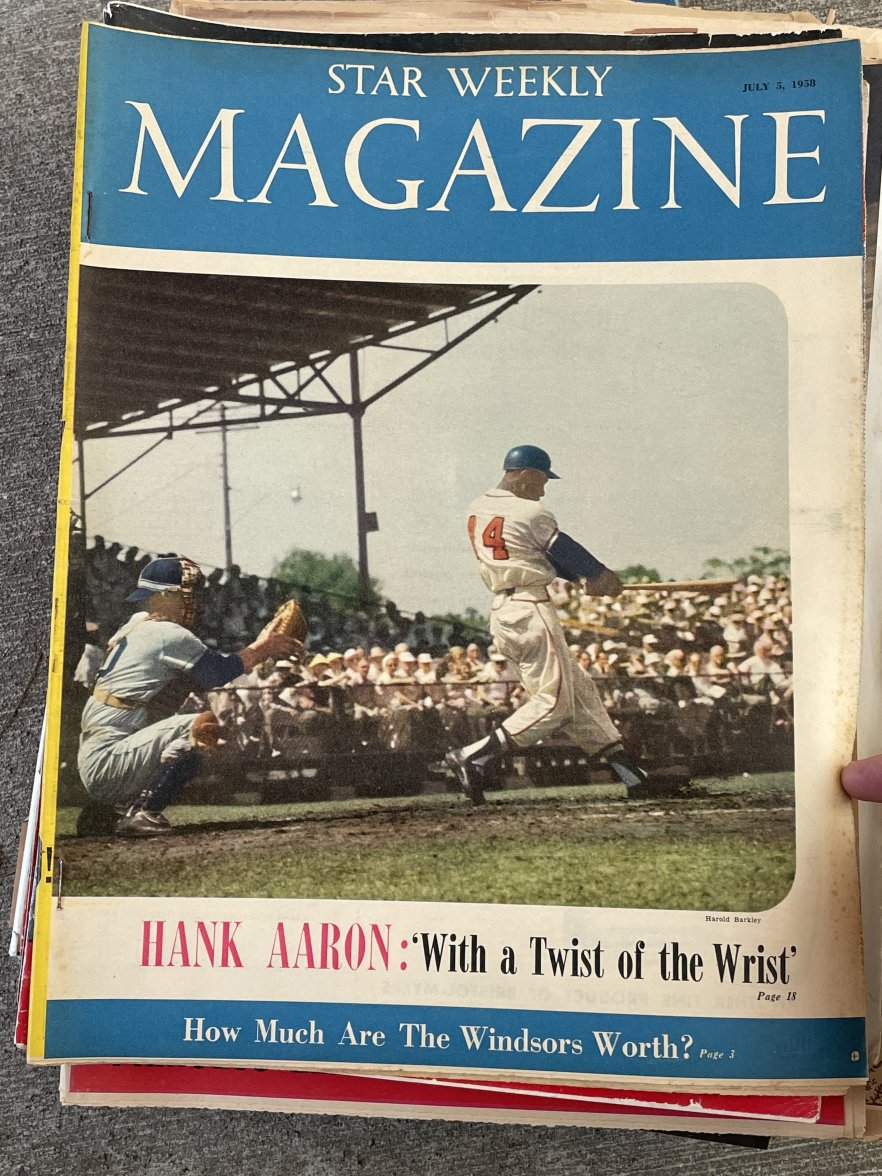 STAR WEEKLY
JULY 5, 1958
MAGAZINE
14
Harold Barkley
HANK AARON: 'With a Twist of the Wrist'
Page 18
How Much Are The Windsors Worth? Page 3